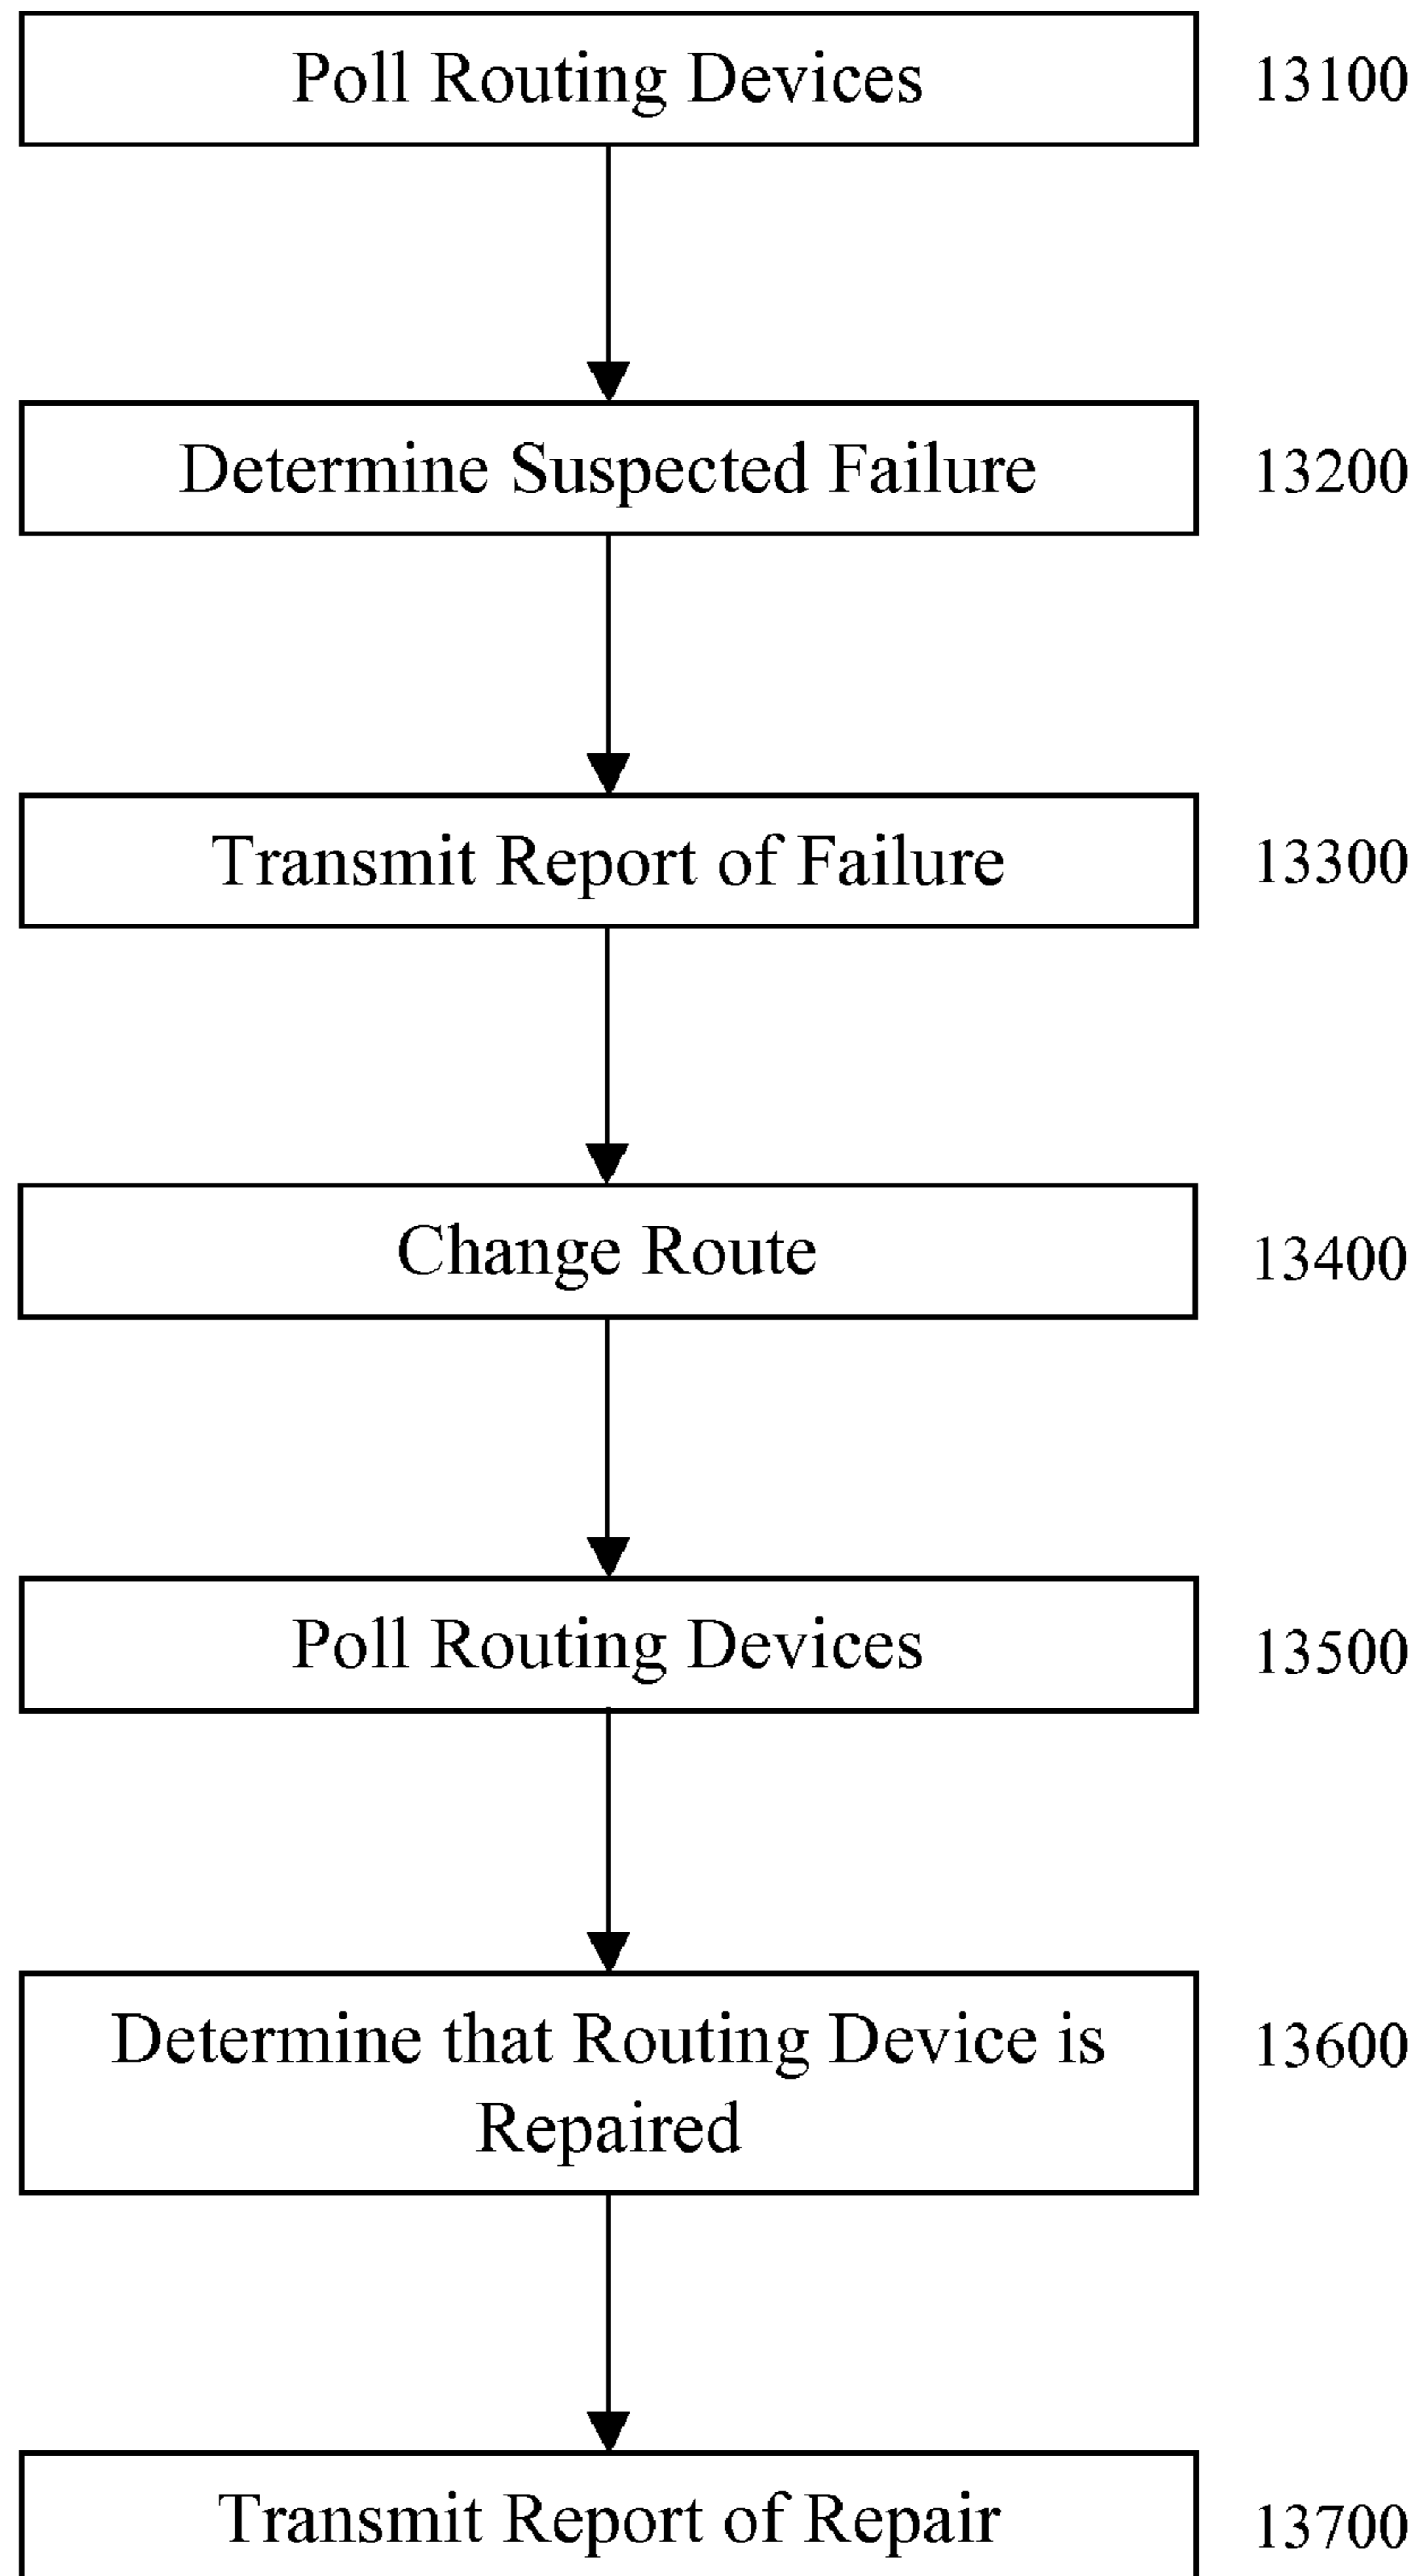 Poll Routing Devices 13100
Determine Suspected Failure 13200
Transmit Report of Failure 13300
Change Route 13400
Poll Routing Devices 13500
Determine that Routing Device is 13600
Repaired
Transmit Report of Repair 13700